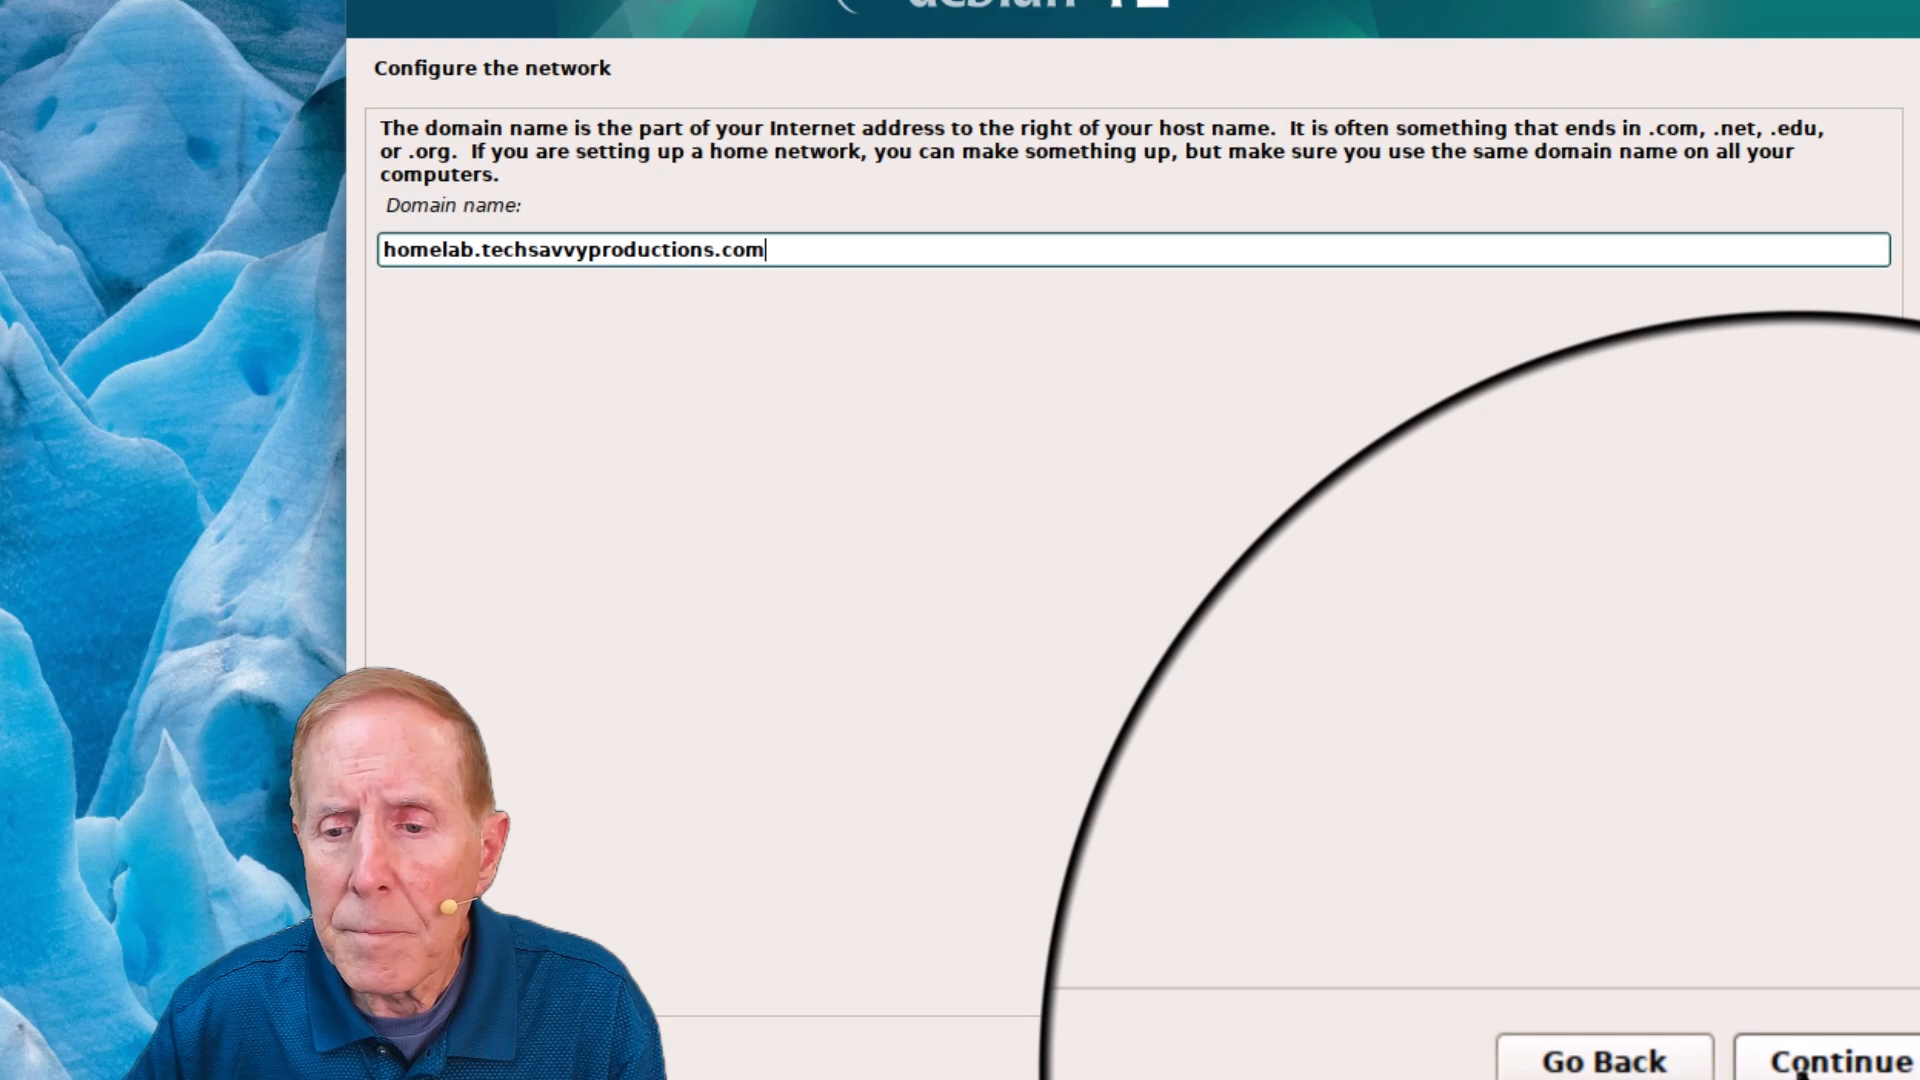 debian 12
Configure the network
The domain name is the part of your Internet address to the right of your host name.  It is often something that ends in .com, .net, .edu,
or .org.  If you are setting up a home network, you can make something up, but make sure you use the same domain name on all your
computers.
Domain name:
homelab.techsavvyproductions.com
Go Back
Continue